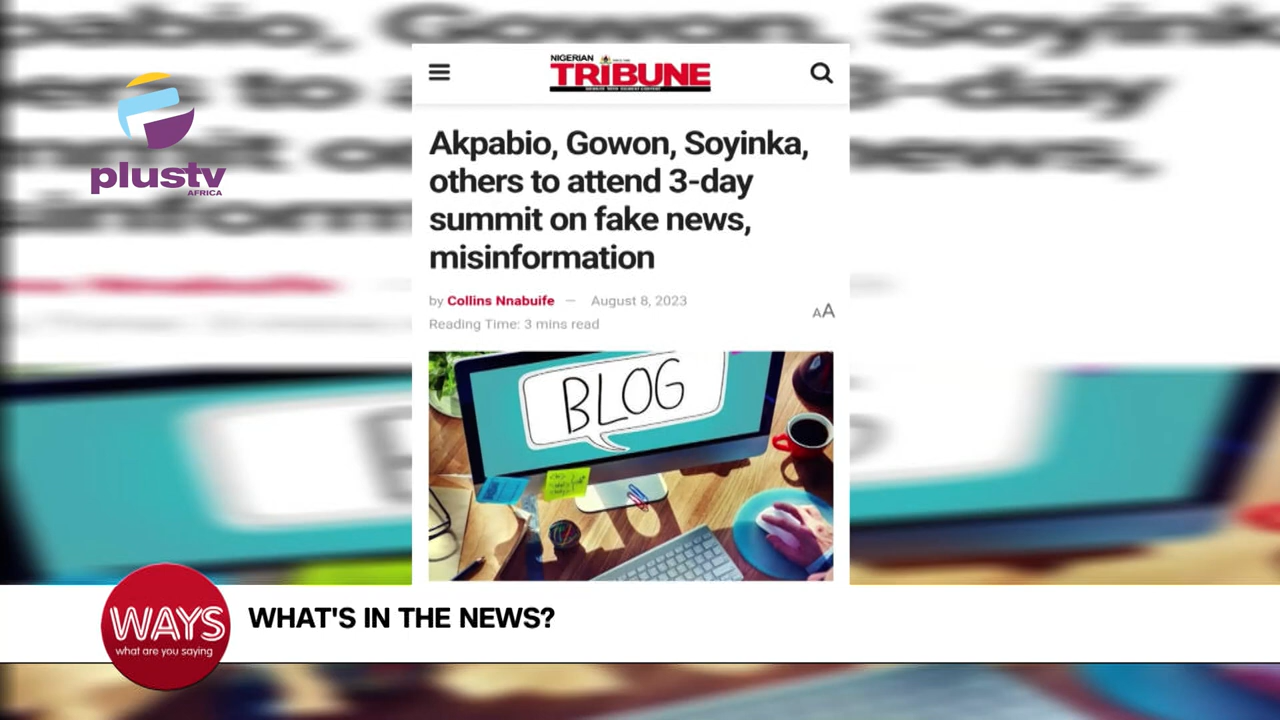 NIGERIAN
TRIBUNE
plustv
AFRICA
Akpabio, Gowon, Soyinka,
others to attend 3-day
summit on fake news,
misinformation
by Collins Nnabuife — August 8, 2023
Reading Time: 3 mins read
AA
BLOG
WAYS
what are you saying
WHAT'S IN THE NEWS?